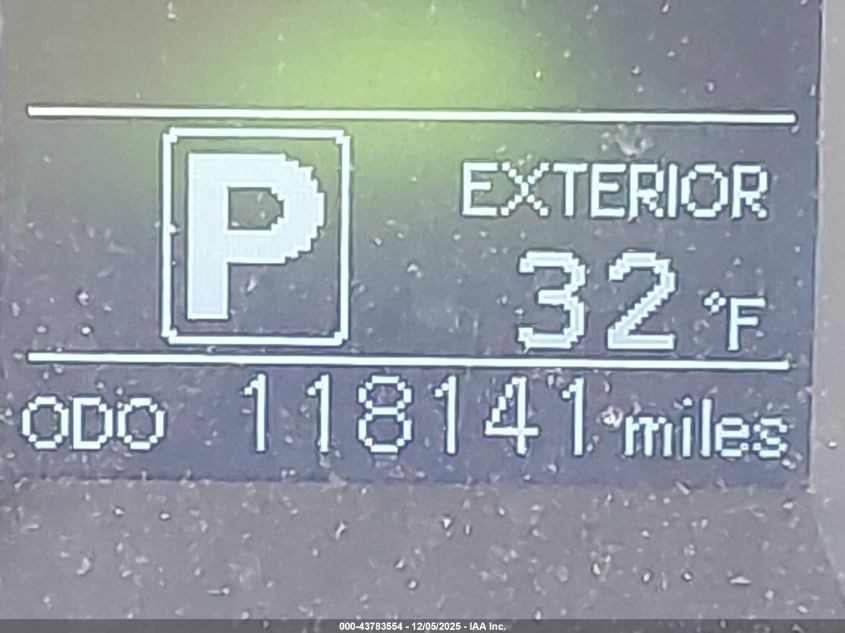 P
EXTERIOR
32 °F
ODO 118141 miles
000-43783554 - 12/05/2025 - IAA Inc.